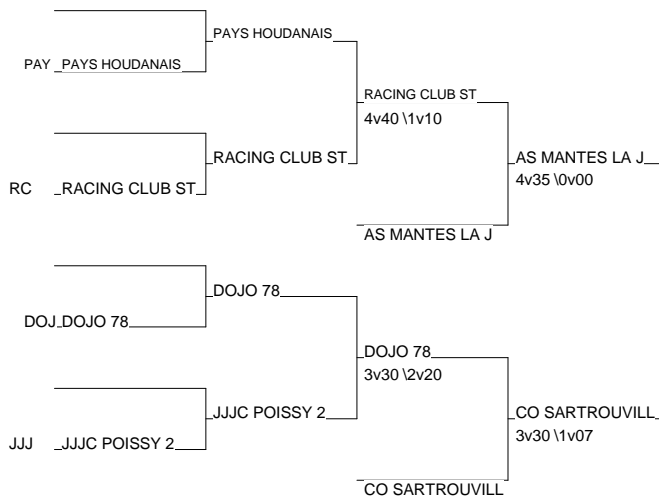 PAYS HOUDANAIS
PAY PAYS HOUDANAIS
RACING CLUB ST
4v40 \1v10
RACING CLUB ST
AS MANTES LA J
4v35 \0v00
RC RACING CLUB ST
AS MANTES LA J
DOJO 78
DOJ DOJO 78
DOJO 78
3v30 \2v20
JJJC POISSY 2
CO SARTROUVILL
3v30 \1v07
JJJ JJJC POISSY 2
CO SARTROUVILL